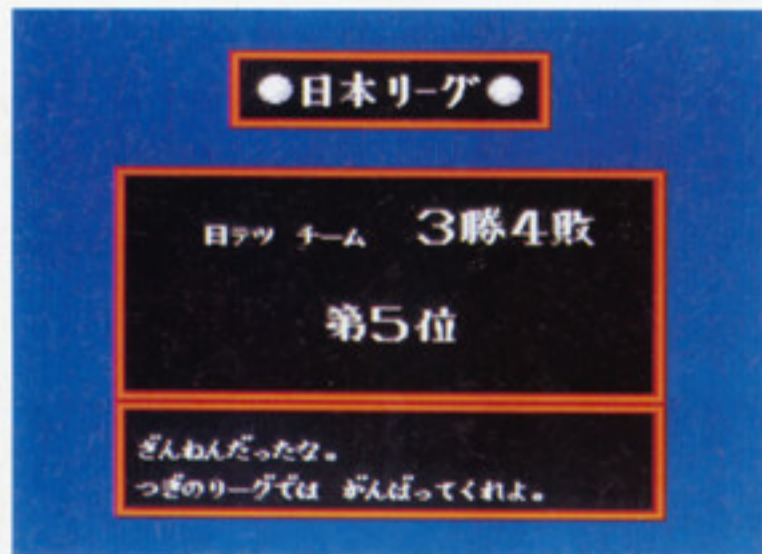 ●日本リーグ●
日テツ チーム 3勝4敗
第5位
ざんねんだったな。
つぎのリーグでは がんばってくれよ。